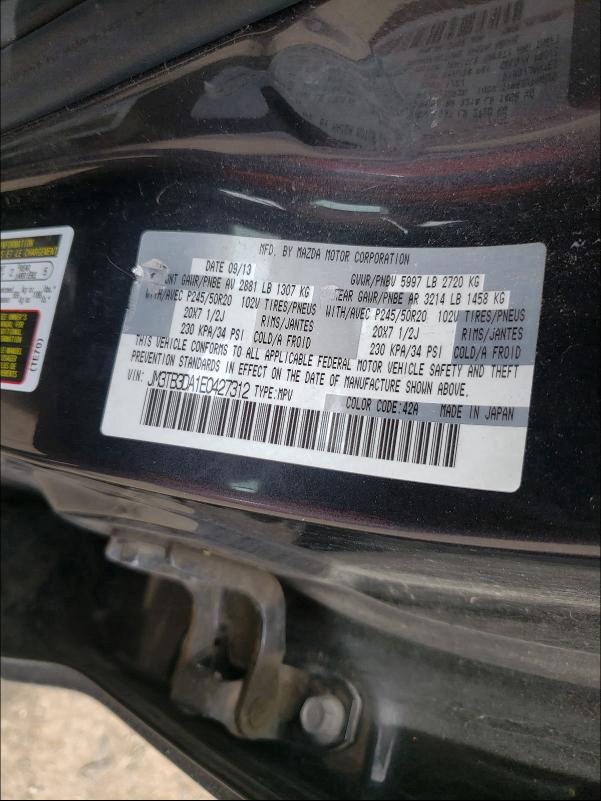 MFD. BY MAZDA MOTOR CORPORATION
DATE 09/13 GVWR/PNBV 5997 LB 2720 KG
GAWR/PNBE AV 2881 LB 1307 KG GAWR/PNBE AR 3214 LB 1458 KG
WITH/AVEC P245/50R20 102V TIRES/PNEUS WITH/AVEC P245/50R20 102V TIRES/PNEUS
20X7 1/2J RIMS/JANTES 20X7 1/2J RIMS/JANTES
230 KPA/34 PSI COLD/A FROID 230 KPA/34 PSI COLD/A FROID
THIS VEHICLE CONFORMS TO ALL APPLICABLE FEDERAL MOTOR VEHICLE SAFETY AND THEFT
PREVENTION STANDARDS IN EFFECT ON THE DATE OF MANUFACTURE SHOWN ABOVE.
VIN: JM3TB3DA1E0427312 TYPE:MPV
COLOR CODE:42A MADE IN JAPAN
(1E70)